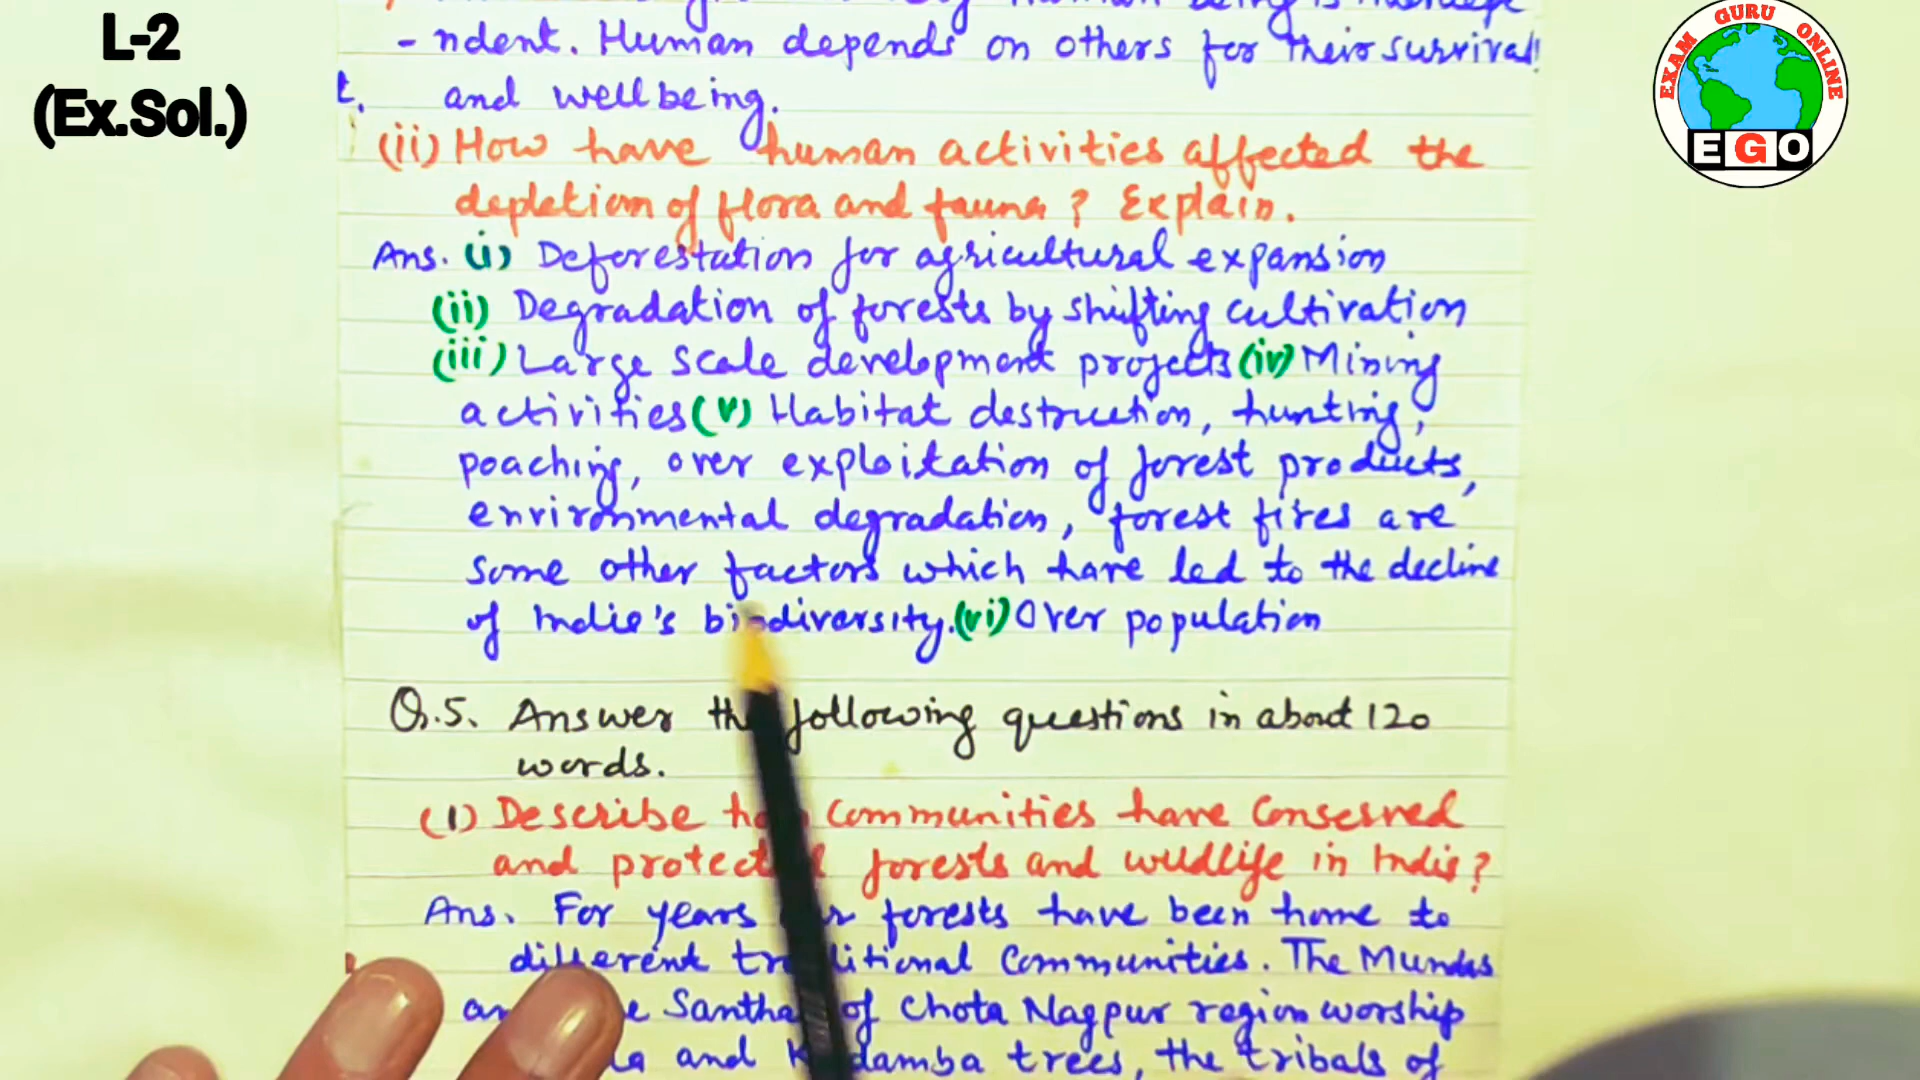 L-2
(Ex.Sol.)
EXAM GURU ONLINE
EGO
- ndent. Human depends on others for their survival
and wellbeing.
(ii) How have human activities affected the
depletion of flora and fauna? Explain.
Ans. (i) Deforestation for agricultural expansion
(ii) Degradation of forests by shifting cultivation
(iii) Large scale development projects (iv) Mining
activities (v) Habitat destruction, hunting,
poaching, over exploitation of forest products,
environmental degradation, forest fires are
some other factors which have led to the decline
of India's biodiversity. (vi) Over population
Q.5. Answer the following questions in about 120
words.
(1) Describe how communities have conserved
and protected forests and wildlife in India?
Ans. For years our forests have been home to
different traditional communities. The Mundas
Santha of Chota Nagpur region worship
and Kadamba trees, the tribals of